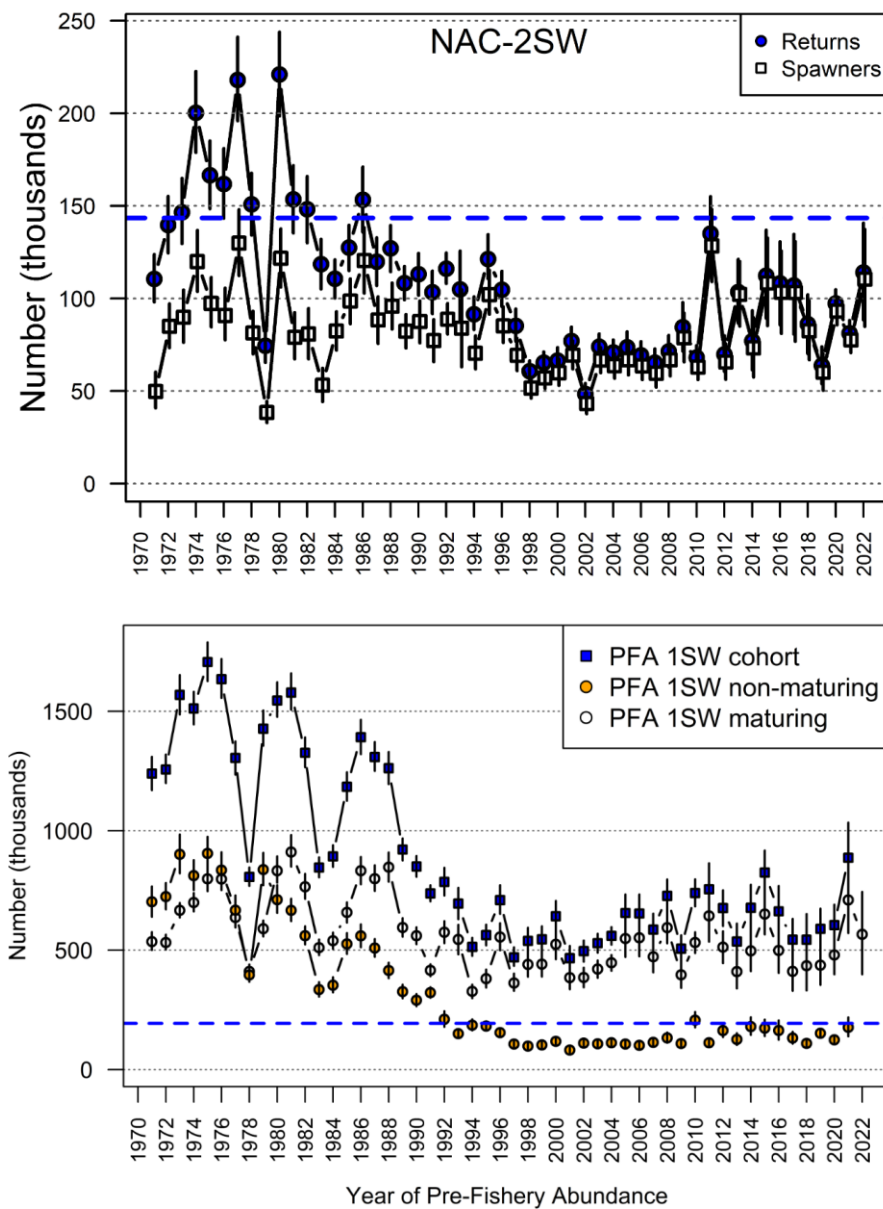 NAC-2SW
Returns
Spawners
Number (thousands)
250
200
150
100
50
0
1970 1972 1974 1976 1978 1980 1982 1984 1986 1988 1990 1992 1994 1996 1998 2000 2002 2004 2006 2008 2010 2012 2014 2016 2018 2020 2022
PFA 1SW cohort
PFA 1SW non-maturing
PFA 1SW maturing
Number (thousands)
1500
1000
500
0
1970 1972 1974 1976 1978 1980 1982 1984 1986 1988 1990 1992 1994 1996 1998 2000 2002 2004 2006 2008 2010 2012 2014 2016 2018 2020 2022
Year of Pre-Fishery Abundance